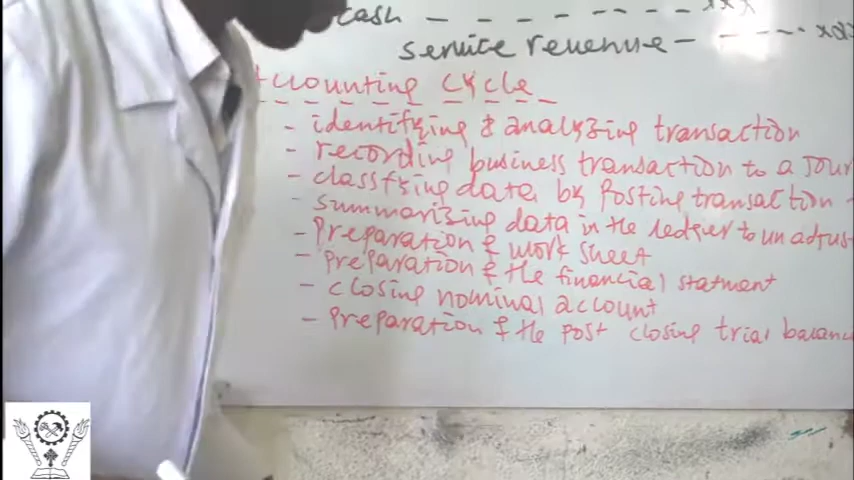 cash - - - - - - - - xxx
service revenue - - - - -
Accounting cycle
- identifying & analyzing transaction
- recording business transaction to a Jour
- classifying data by posting transaction
- summarizing data in the ledger to un adjus
- preparation of work sheet
- preparation of the financial statment
- closing nominal account
- preparation of the post closing trial balanc